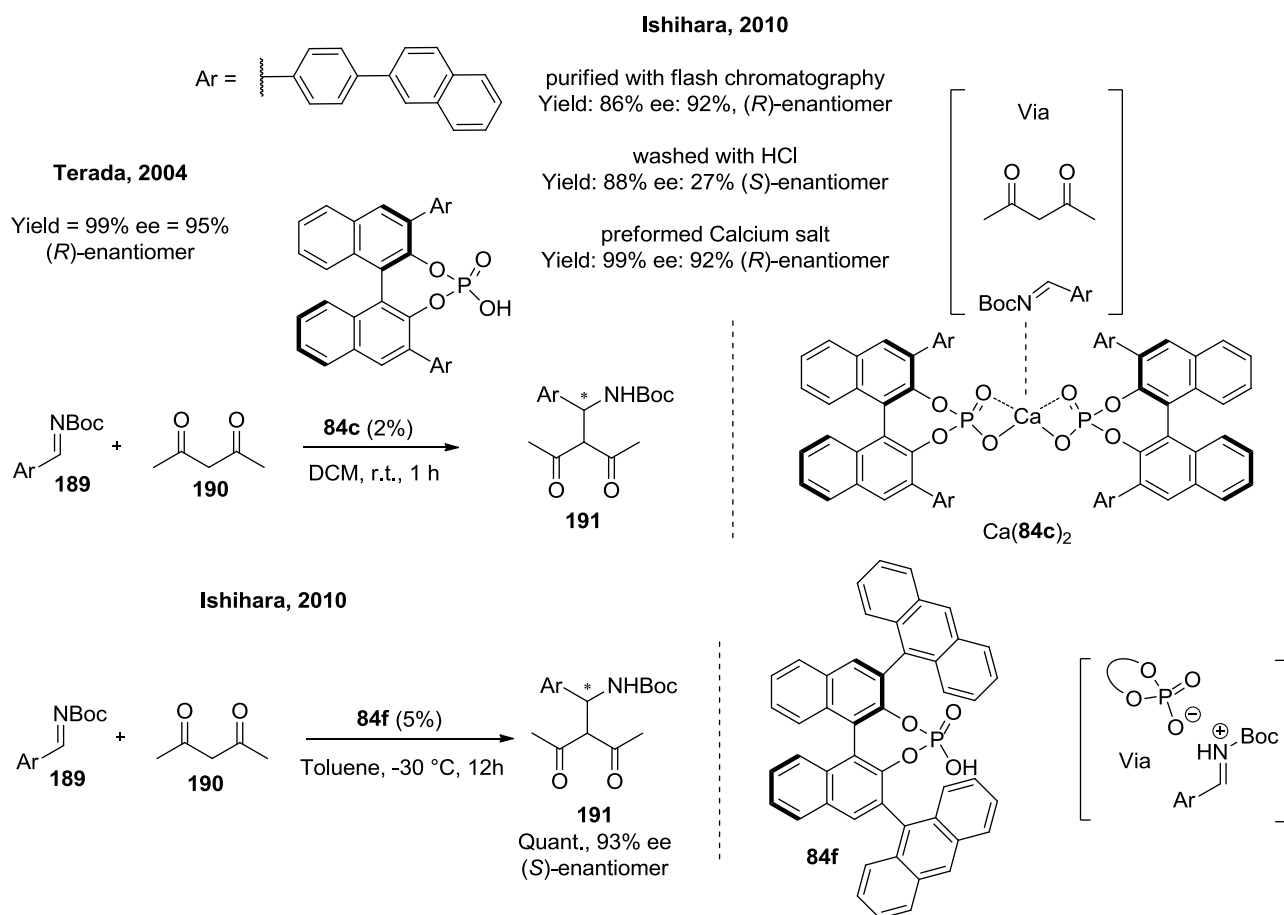 Ishihara, 2010
Ar =
purified with flash chromatography
Yield: 86% ee: 92%, (R)-enantiomer
washed with HCl
Yield: 88% ee: 27% (S)-enantiomer
preformed Calcium salt
Yield: 99% ee: 92% (R)-enantiomer
Terada, 2004
Yield = 99% ee = 95%
(R)-enantiomer
Ar
O
O
P
O
OH
Ar
Via
O O
BocN
Ar
NBoc
Ar
189
+
O O
190
84c (2%)
DCM, r.t., 1 h
Ar * NHBoc
O O
191
Ar
O
O
P
O
O
Ar
Ca
Ar
O
O
P
O
O
Ar
Ca(84c)2
Ishihara, 2010
NBoc
Ar
189
+
O O
190
84f (5%)
Toluene, -30 °C, 12h
Ar * NHBoc
O O
191
Quant., 93% ee
(S)-enantiomer
O
O
P
O
OH
84f
O
O
P
O
O
⊖
Via
⊕
HN
Boc
Ar